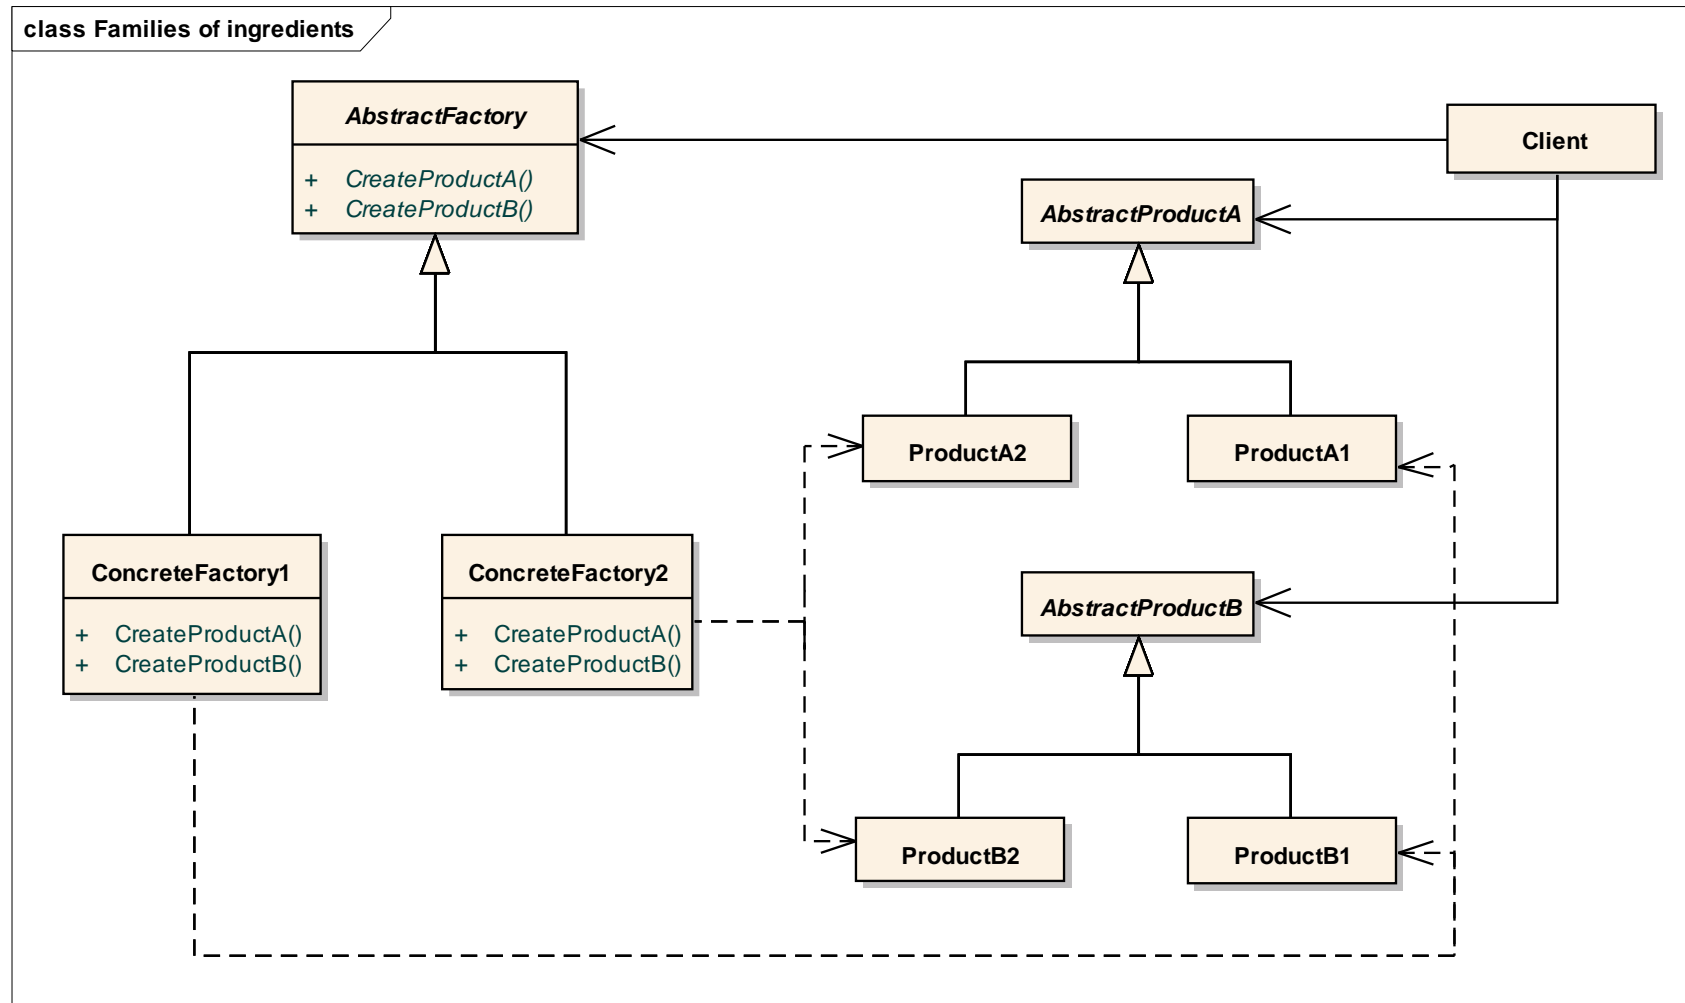 class Families of ingredients
AbstractFactory
+ CreateProductA()
+ CreateProductB()
Client
AbstractProductA
ProductA2
ProductA1
ConcreteFactory1
+ CreateProductA()
+ CreateProductB()
ConcreteFactory2
+ CreateProductA()
+ CreateProductB()
AbstractProductB
ProductB2
ProductB1